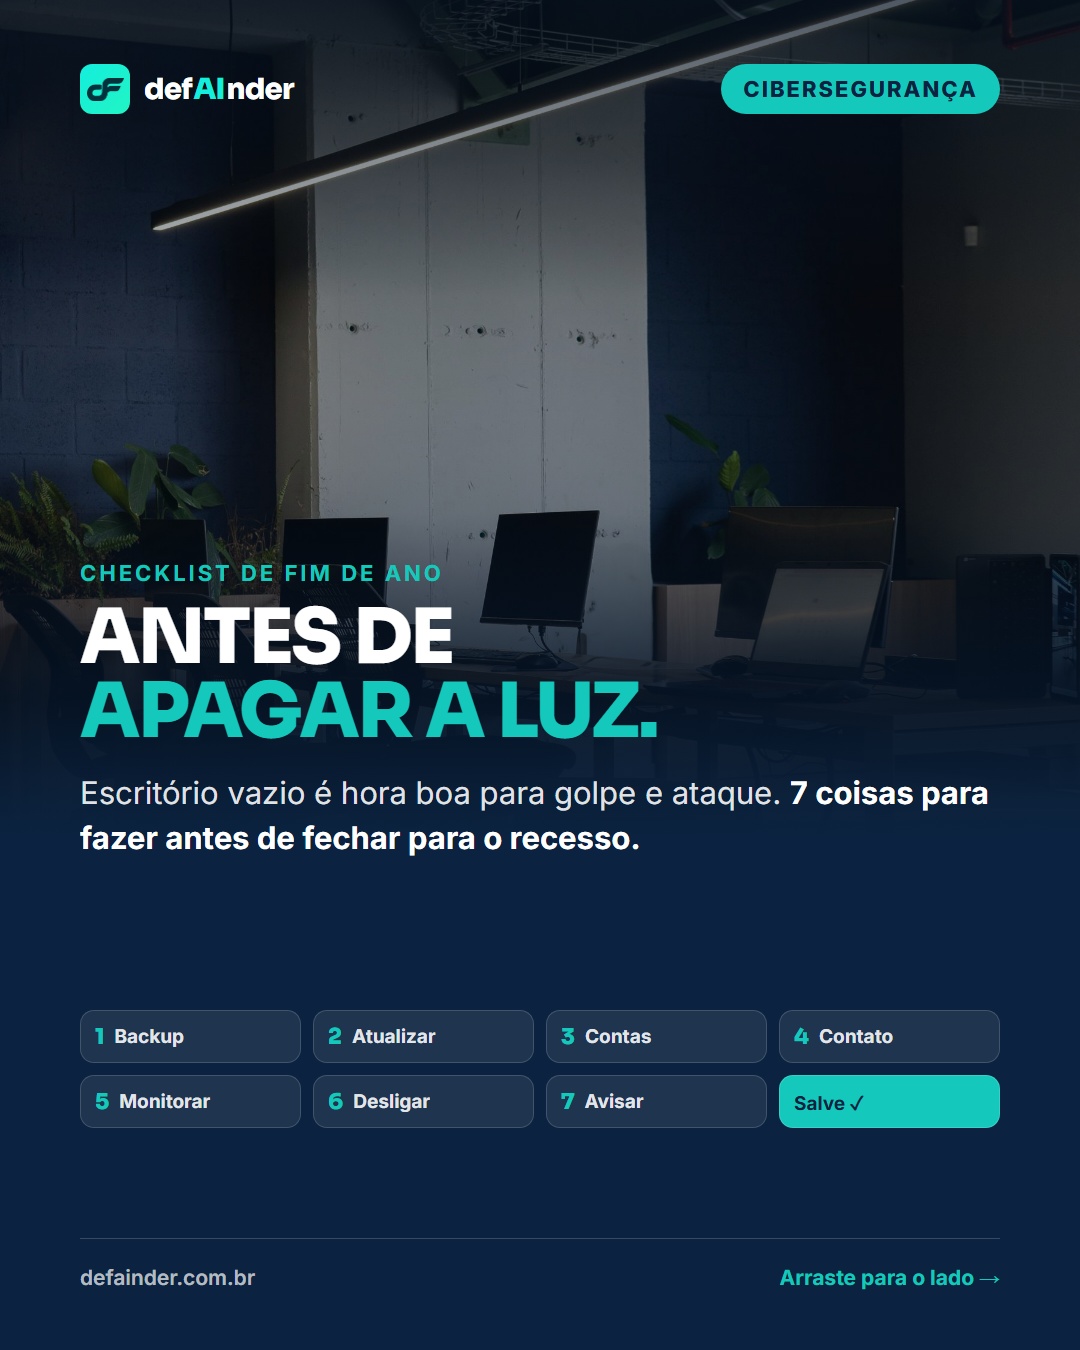 defAInder
CIBERSEGURANÇA
CHECKLIST DE FIM DE ANO
ANTES DE
APAGAR A LUZ.
Escritório vazio é hora boa para golpe e ataque. 7 coisas para
fazer antes de fechar para o recesso.
1 Backup
2 Atualizar
3 Contas
4 Contato
5 Monitorar
6 Desligar
7 Avisar
Salve ✓
defainder.com.br
Arraste para o lado →